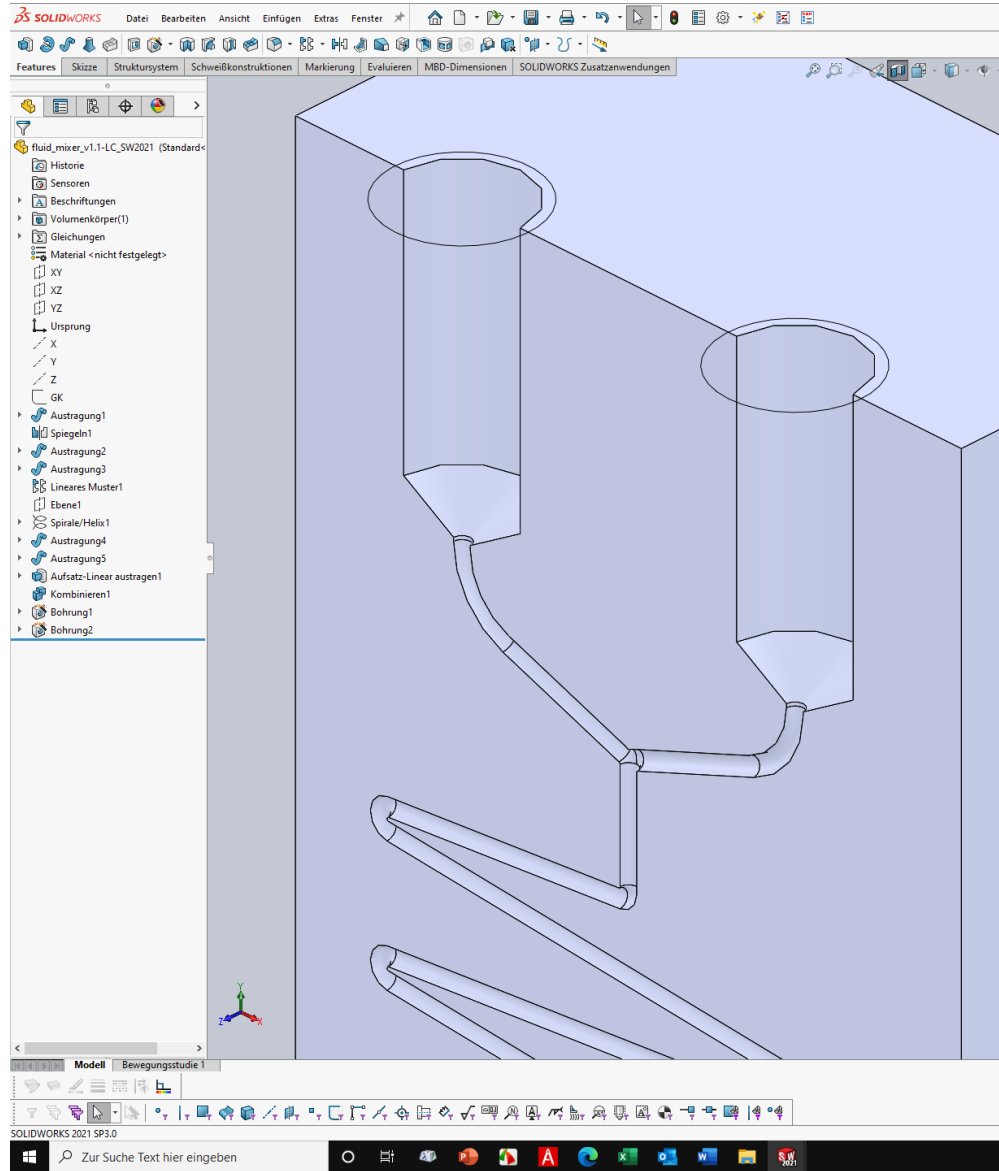 SOLIDWORKS Datei Bearbeiten Ansicht Einfügen Extras Fenster
Features Skizze Struktursystem Schweißkonstruktionen Markierung Evaluieren MBD-Dimensionen SOLIDWORKS Zusatzanwendungen
fluid_mixer_v1.1-LC_SW2021 (Standard<
Historie
Sensoren
Beschriftungen
Volumenkörper(1)
Gleichungen
Material <nicht festgelegt>
XY
XZ
YZ
Ursprung
X
Y
Z
GK
Austragung1
Spiegeln1
Austragung2
Austragung3
Lineares Muster1
Ebene1
Spirale/Helix1
Austragung4
Austragung5
Aufsatz-Linear austragen1
Kombinieren1
Bohrung1
Bohrung2
Y
Z X
Modell Bewegungsstudie 1
SOLIDWORKS 2021 SP3.0
Zur Suche Text hier eingeben